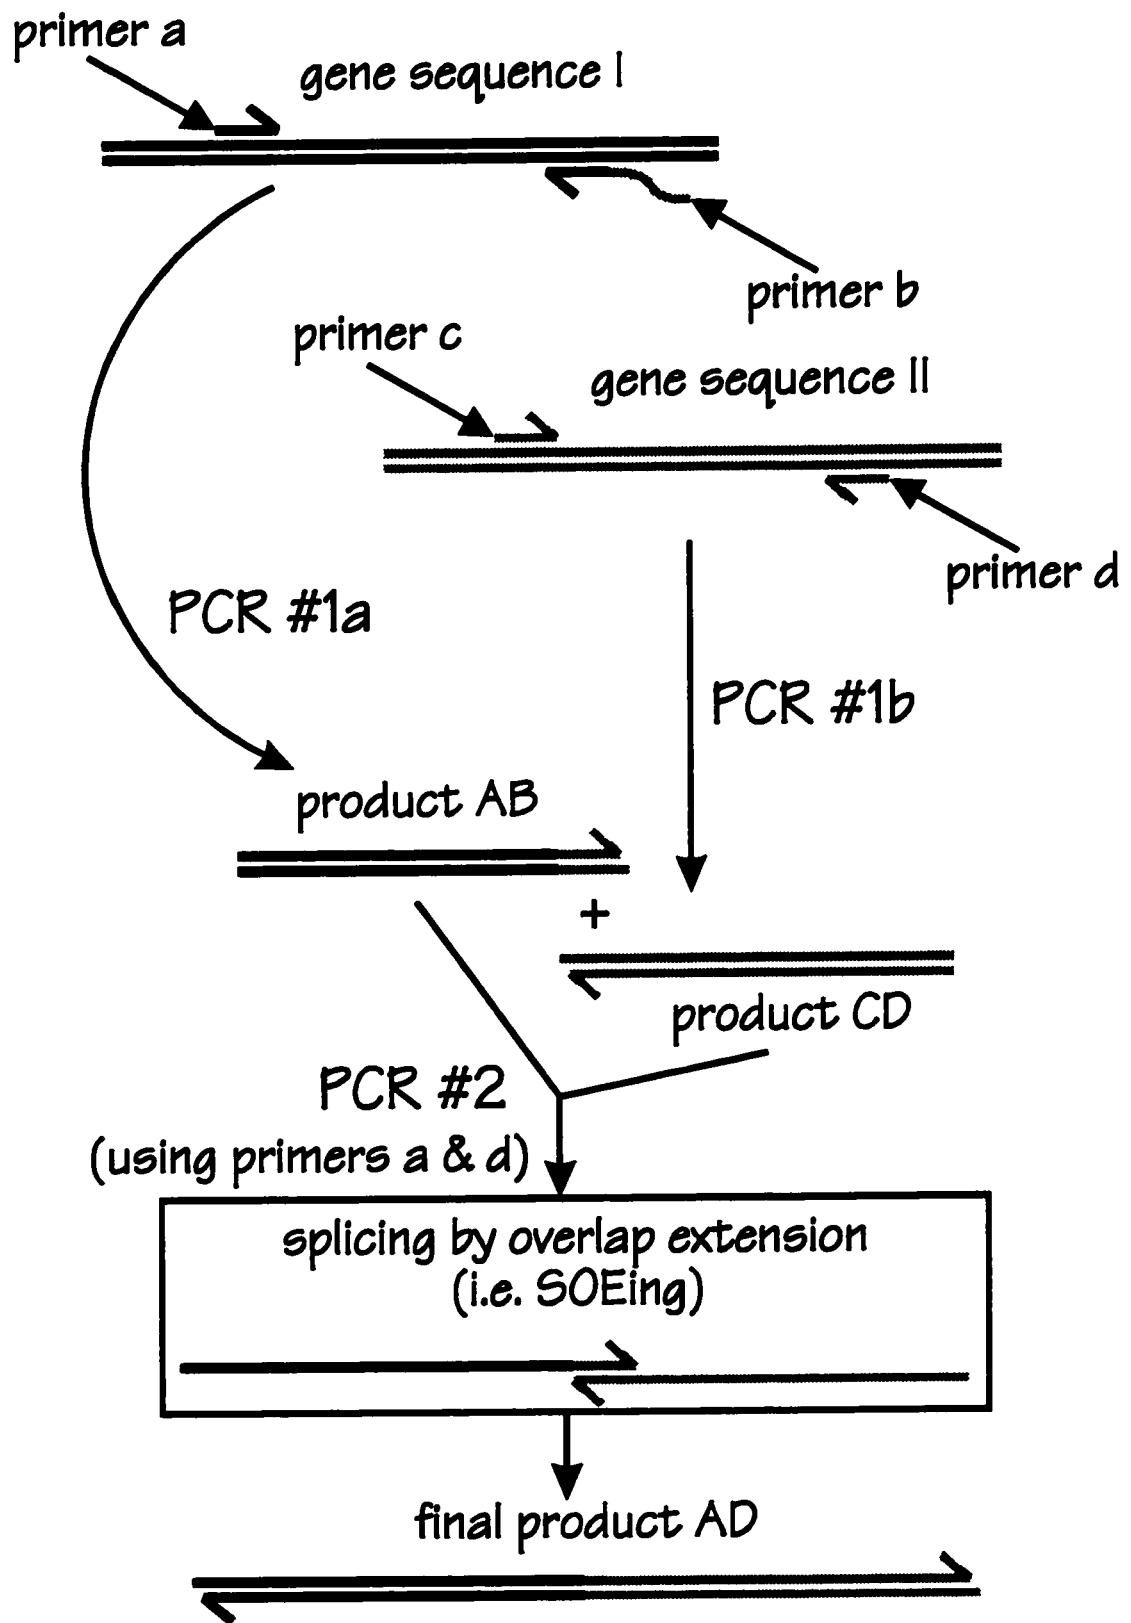 primer a
gene sequence I
primer b
primer c
gene sequence II
primer d
PCR #1a
PCR #1b
product AB
+
product CD
PCR #2
(using primers a & d)
splicing by overlap extension
(i.e. SOEing)
final product AD